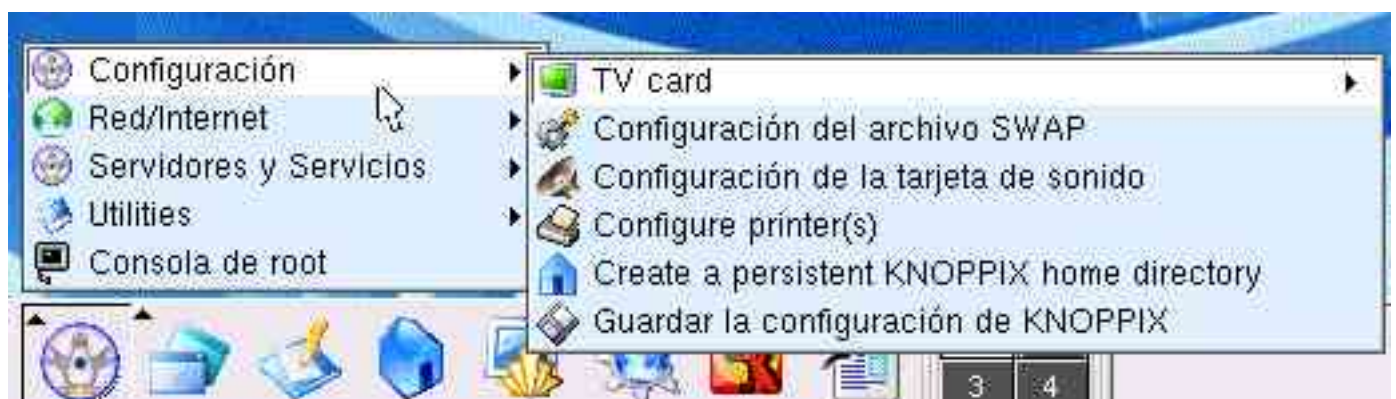 Configuración
Red/Internet
Servidores y Servicios
Utilities
Consola de root
TV card
Configuración del archivo SWAP
Configuración de la tarjeta de sonido
Configure printer(s)
Create a persistent KNOPPIX home directory
Guardar la configuración de KNOPPIX
3 4